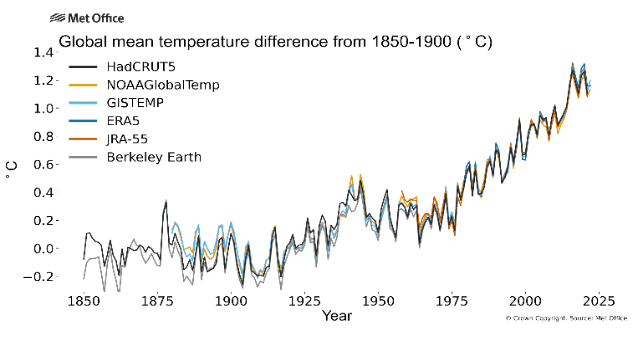 Met Office
Global mean temperature difference from 1850-1900 (°C)
1.4
1.2
1.0
0.8
0.6
0.4
0.2
0.0
−0.2
°C
HadCRUT5
NOAAGlobalTemp
GISTEMP
ERA5
JRA-55
Berkeley Earth
1850 1875 1900 1925 1950 1975 2000 2025
Year
© Crown Copyright. Source: Met Office